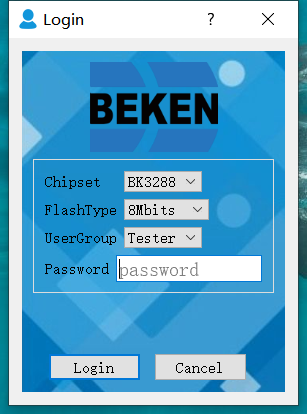 Login
BEKEN
Chipset BK3288
FlashType 8Mbits
UserGroup Tester
Password password
Login Cancel